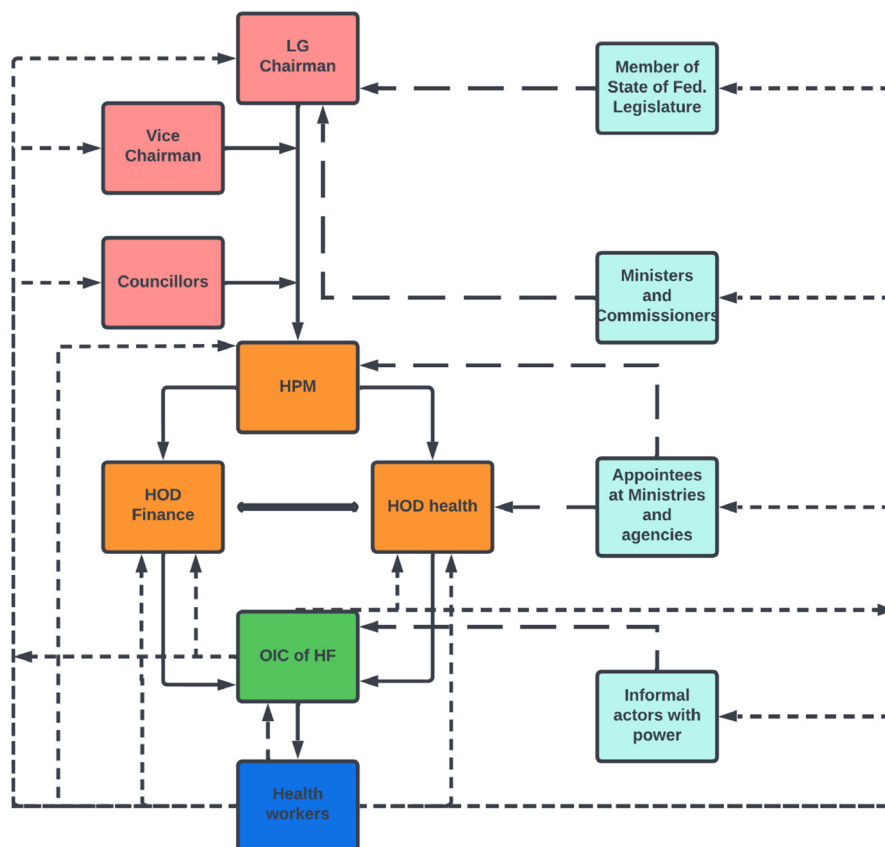 LG
Chairman
Member of
State of Fed.
Legislature
Vice
Chairman
Councillors
Ministers
and
Commissioners
HPM
HOD
Finance
HOD health
Appointees
at Ministries
and
agencies
OIC of HF
Informal
actors with
power
Health
workers